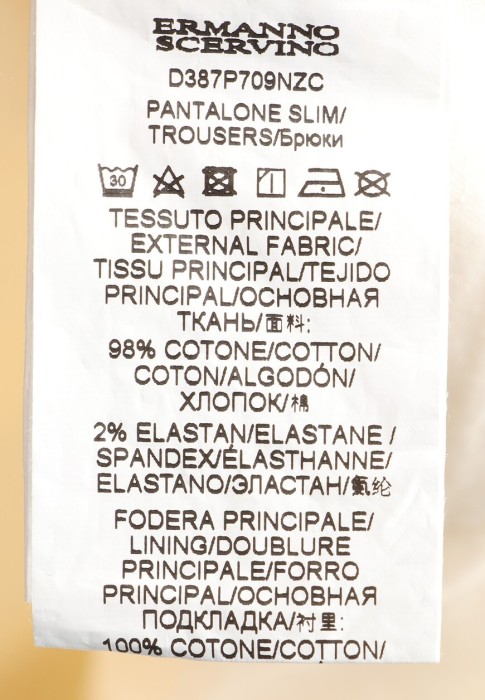 ERMANNO
SCERVINO
D387P709NZC
PANTALONE SLIM/
TROUSERS/Брюки
30
TESSUTO PRINCIPALE/
EXTERNAL FABRIC/
TISSU PRINCIPAL/TEJIDO
PRINCIPAL/ОСНОВНАЯ
ТКАНЬ/面料:
98% COTONE/COTTON/
COTON/ALGODÓN/
ХЛОПОК/棉
2% ELASTAN/ELASTANE /
SPANDEX/ÉLASTHANNE/
ELASTANO/ЭЛАСТАН/氨纶
FODERA PRINCIPALE/
LINING/DOUBLURE
PRINCIPALE/FORRO
PRINCIPAL/ОСНОВНАЯ
ПОДКЛАДКА/衬里:
100% COTONE/COTTON/